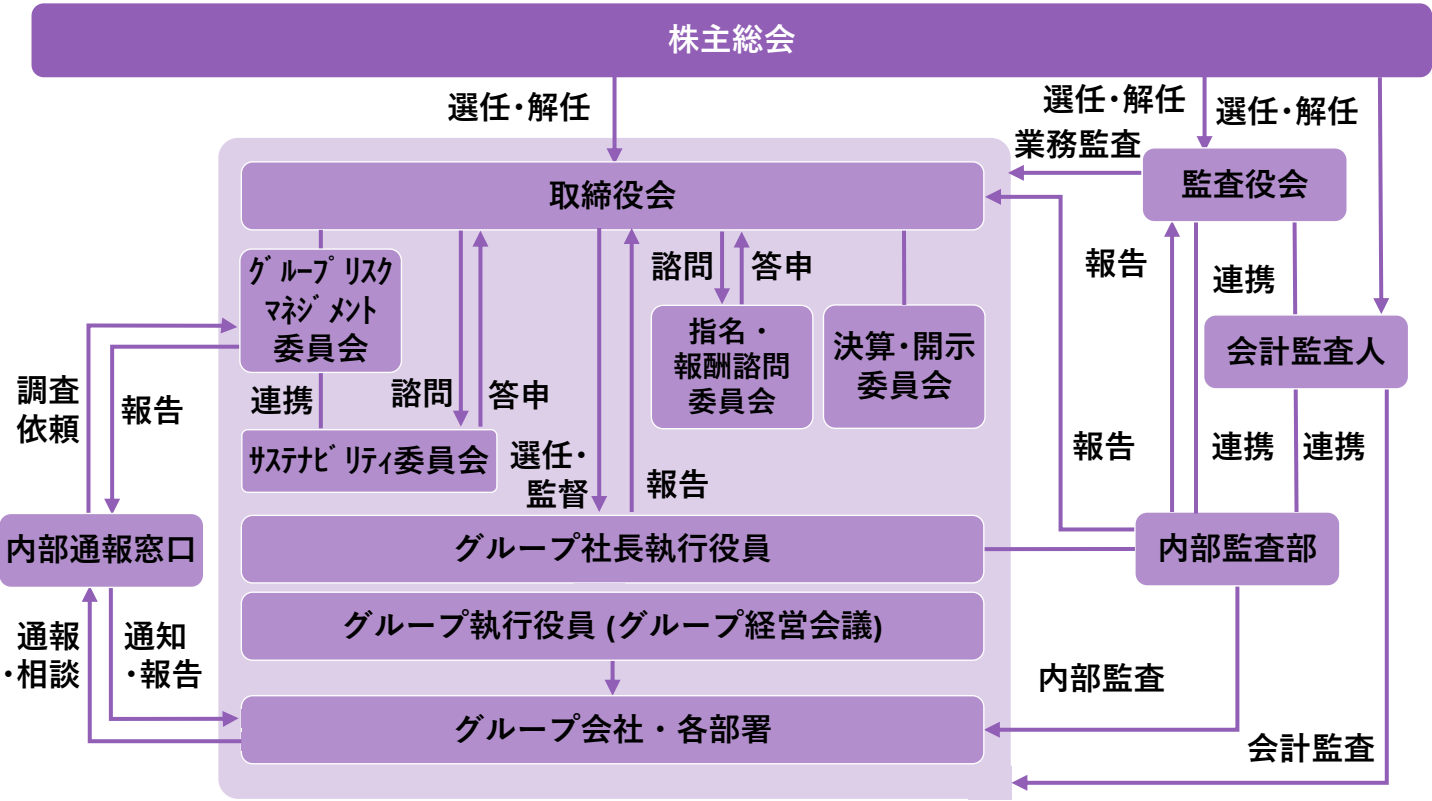 株主総会
選任・解任
選任・解任
選任・解任
業務監査
取締役会
監査役会
グループリスク
マネジメント
委員会
諮問
答申
報告
連携
指名・
報酬諮問
委員会
決算・開示
委員会
会計監査人
調査
依頼
報告
連携
諮問
答申
サステナビリティ委員会
選任・
監督
報告
報告
連携
連携
内部通報窓口
グループ社長執行役員
内部監査部
通報
・相談
通知
・報告
グループ執行役員 (グループ経営会議)
内部監査
グループ会社・各部署
会計監査